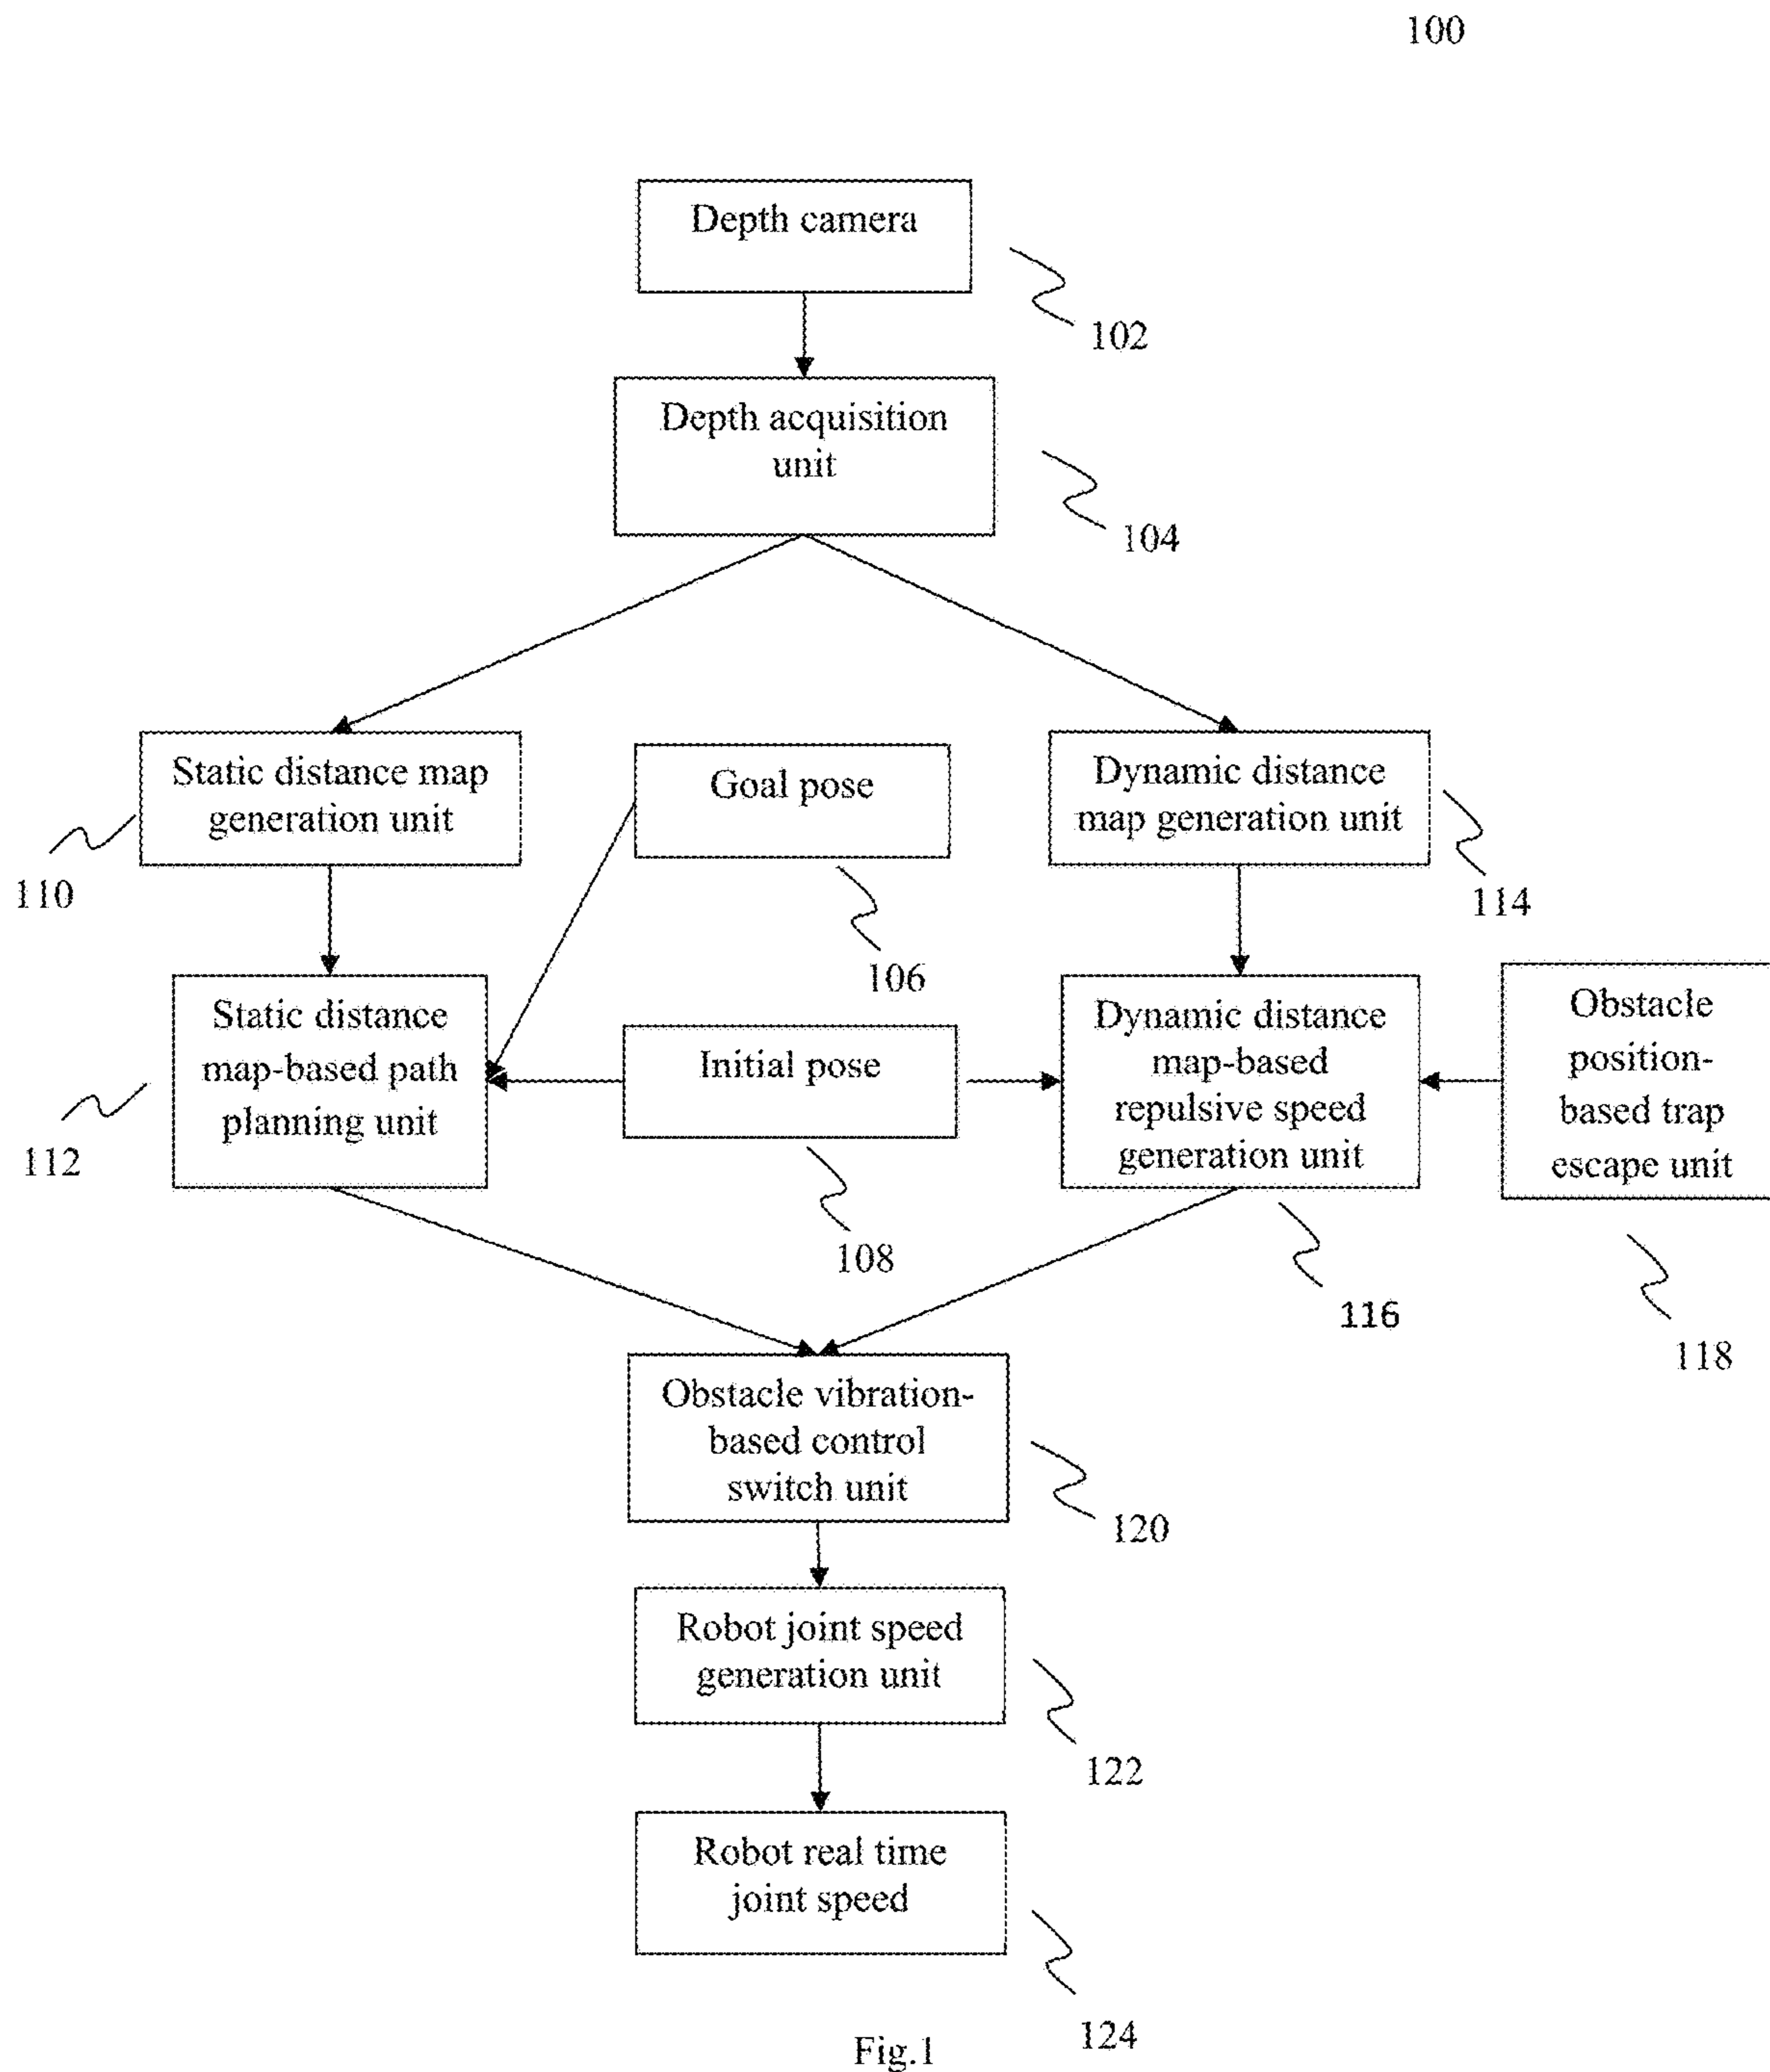 100
Depth camera
102
Depth acquisition
unit
104
Static distance map
generation unit
110
Goal pose
106
Dynamic distance
map generation unit
114
Static distance
map-based path
planning unit
112
Initial pose
108
Dynamic distance
map-based
repulsive speed
generation unit
116
Obstacle
position-
based trap
escape unit
118
Obstacle vibration-
based control
switch unit
120
Robot joint speed
generation unit
122
Robot real time
joint speed
124
Fig.1